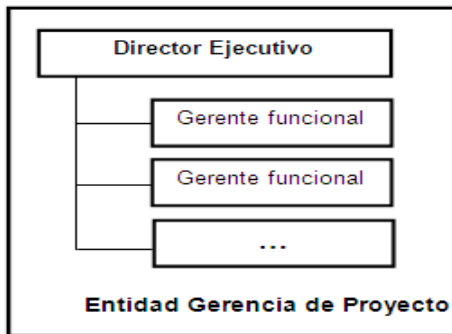 Director Ejecutivo
Gerente funcional
Gerente funcional
...
Entidad Gerencia de Proyecto